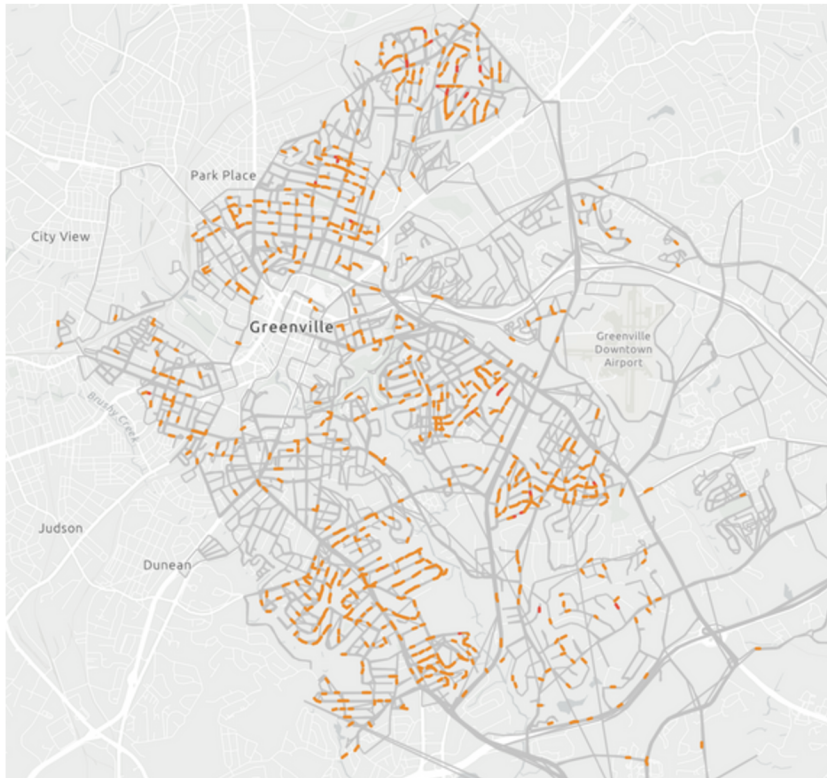 Park Place
City View
Greenville
Greenville
Downtown
Airport
Brushy Creek
Judson
Dunean